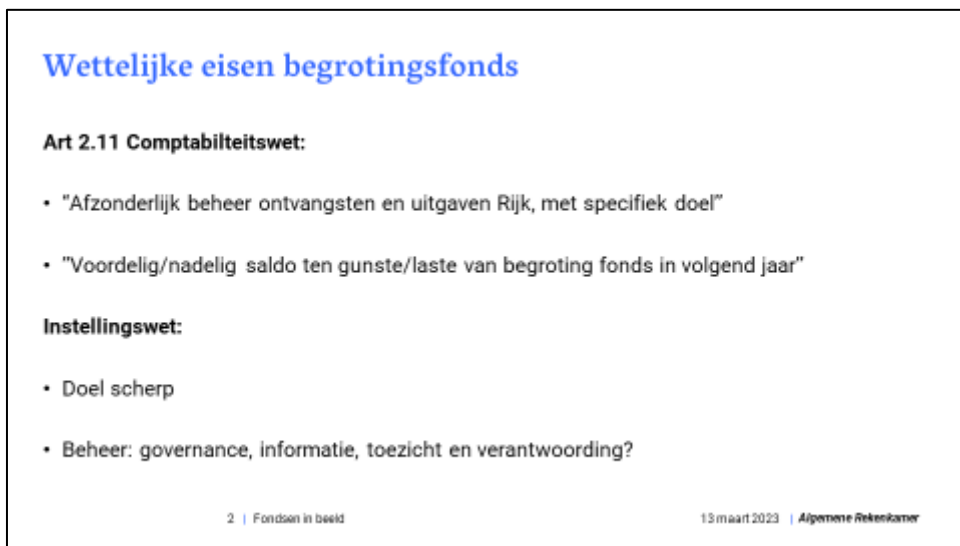 Wettelijke eisen begrotingsfonds
Art 2.11 Comptabilteitswet:
• "Afzonderlijk beheer ontvangsten en uitgaven Rijk, met specifiek doel"
• "Voordelig/nadelig saldo ten gunste/laste van begroting fonds in volgend jaar"
Instellingswet:
• Doel scherp
• Beheer: governance, informatie, toezicht en verantwoording?
2 | Fondsen in beeld 13 maart 2023 | Algemene Rekenkamer